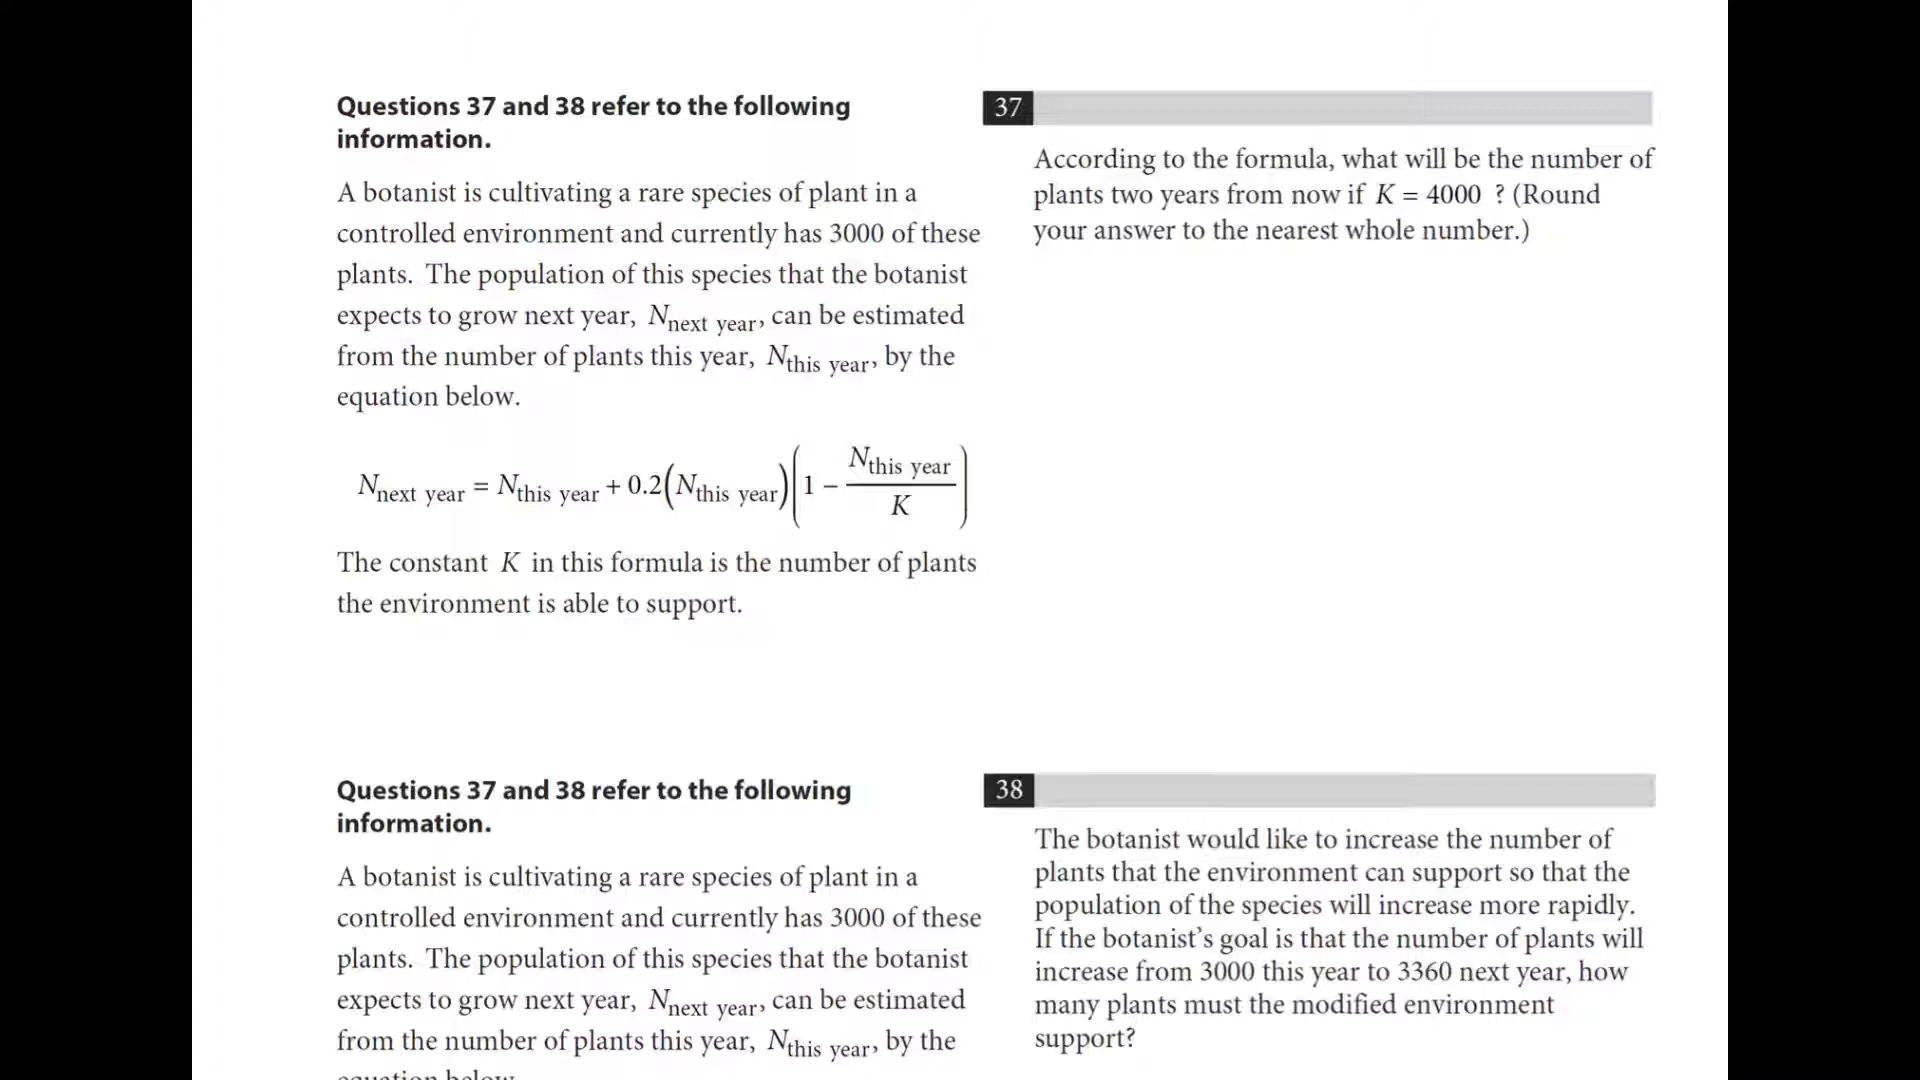 Questions 37 and 38 refer to the following
information.
A botanist is cultivating a rare species of plant in a
controlled environment and currently has 3000 of these
plants. The population of this species that the botanist
expects to grow next year, N_next year, can be estimated
from the number of plants this year, N_this year, by the
equation below.
N_next year = N_this year + 0.2(N_this year)(1 − N_this year / K)
The constant K in this formula is the number of plants
the environment is able to support.
37
According to the formula, what will be the number of
plants two years from now if K = 4000 ? (Round
your answer to the nearest whole number.)
Questions 37 and 38 refer to the following
information.
A botanist is cultivating a rare species of plant in a
controlled environment and currently has 3000 of these
plants. The population of this species that the botanist
expects to grow next year, N_next year, can be estimated
from the number of plants this year, N_this year, by the
equation below
38
The botanist would like to increase the number of
plants that the environment can support so that the
population of the species will increase more rapidly.
If the botanist's goal is that the number of plants will
increase from 3000 this year to 3360 next year, how
many plants must the modified environment
support?